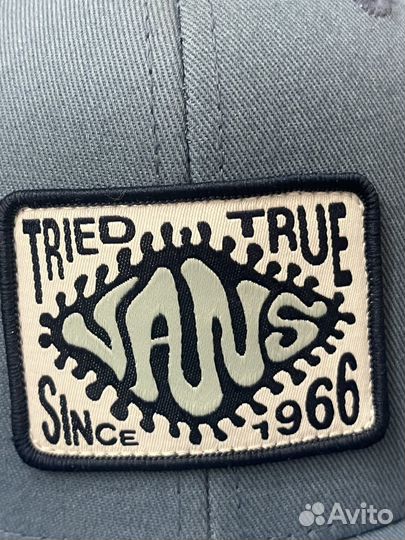 TRIED TRUE
VANS
SINCE 1966
Avito